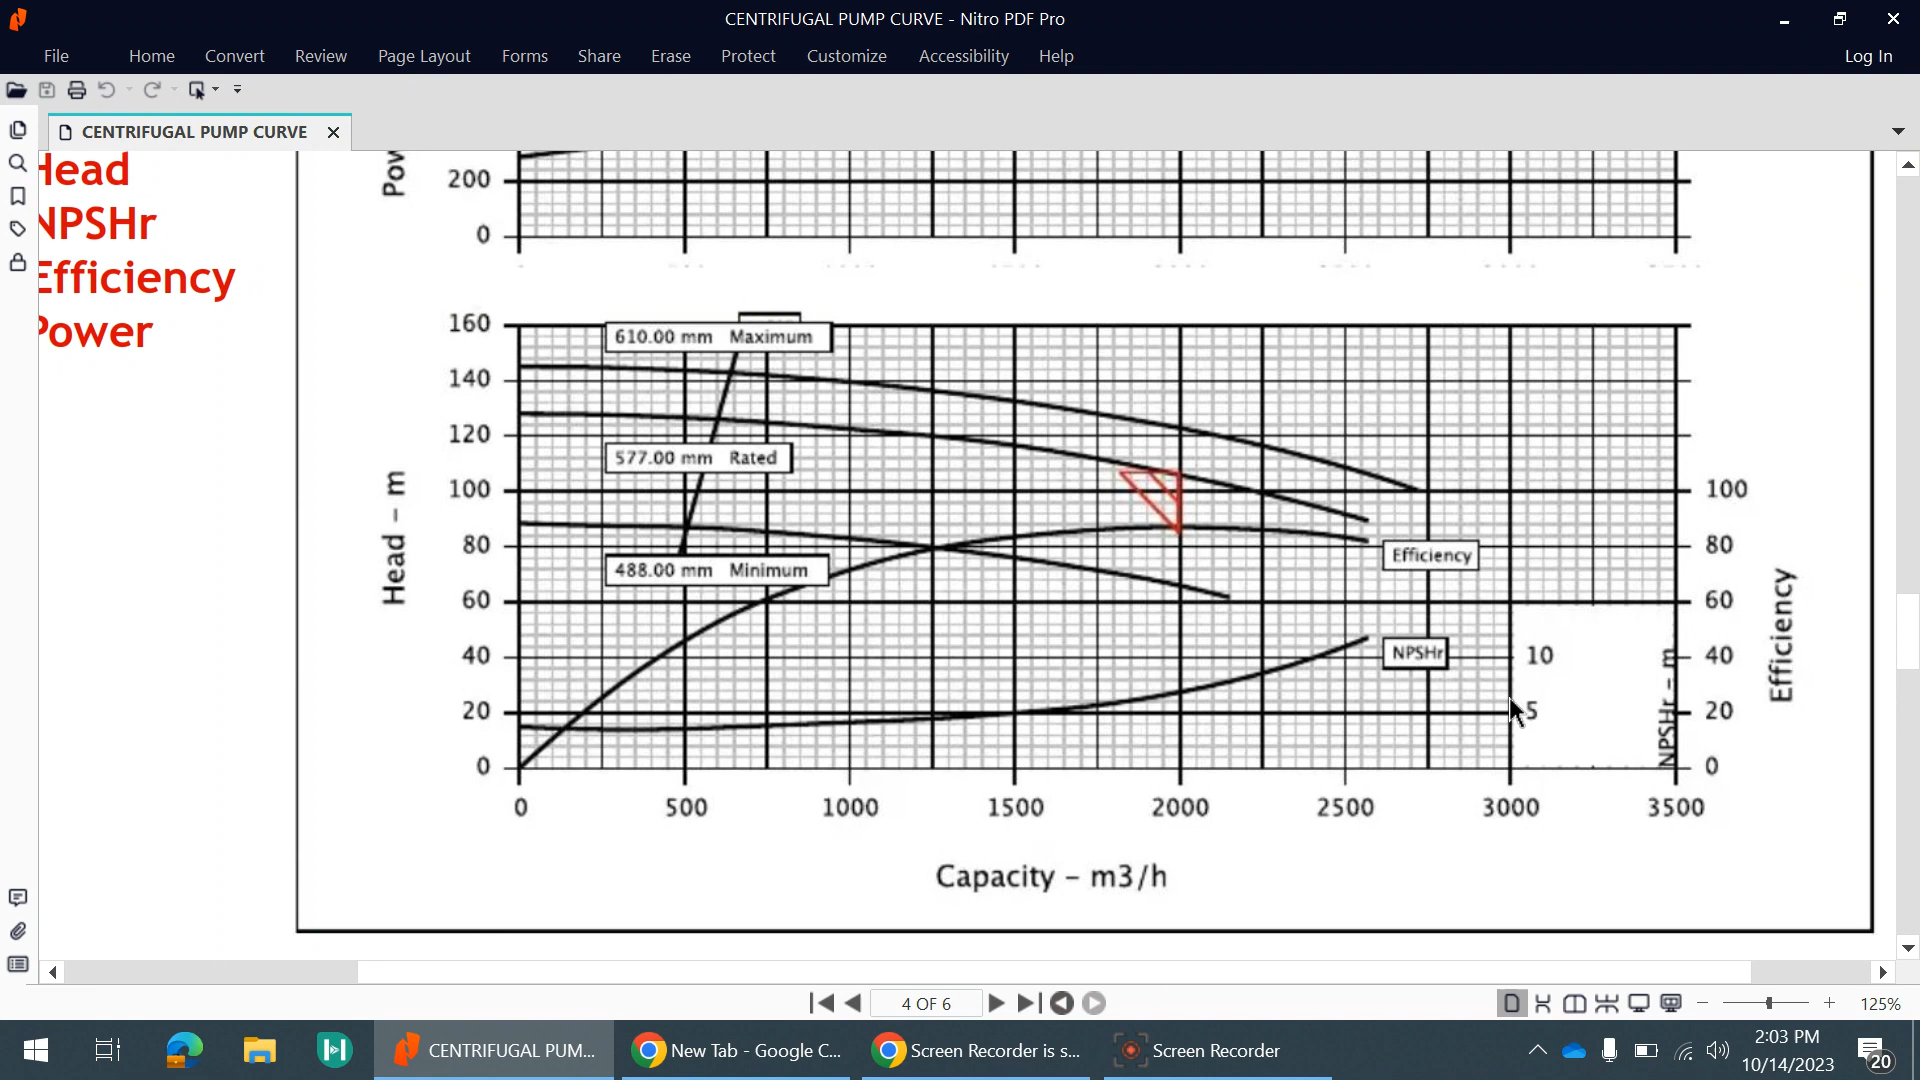 CENTRIFUGAL PUMP CURVE - Nitro PDF Pro
File Home Convert Review Page Layout Forms Share Erase Protect Customize Accessibility Help Log In
CENTRIFUGAL PUMP CURVE
Head
NPSHr
Efficiency
Power
Pow
200
0
160
140
120
100
80
60
40
20
0
Head - m
610.00 mm Maximum
577.00 mm Rated
488.00 mm Minimum
Efficiency
NPSHr
10
5
NPSHr - m
100
80
60
40
20
0
Efficiency
0 500 1000 1500 2000 2500 3000 3500
Capacity - m3/h
4 OF 6
125%
CENTRIFUGAL PUM...
New Tab - Google C...
Screen Recorder is s...
Screen Recorder
2:03 PM
10/14/2023
20